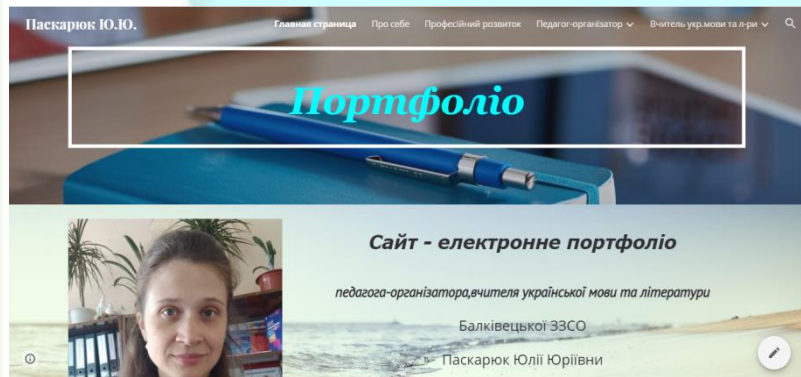 Паскарюк Ю.Ю.
Главная страница Про себе Професійний розвиток Педагог-організатор Вчитель укр.мови та л-ри
Портфоліо
Сайт - електронне портфоліо
педагога-організатора,вчителя української мови та літератури
Балківецької ЗЗСО
Паскарюк Юлії Юріївни